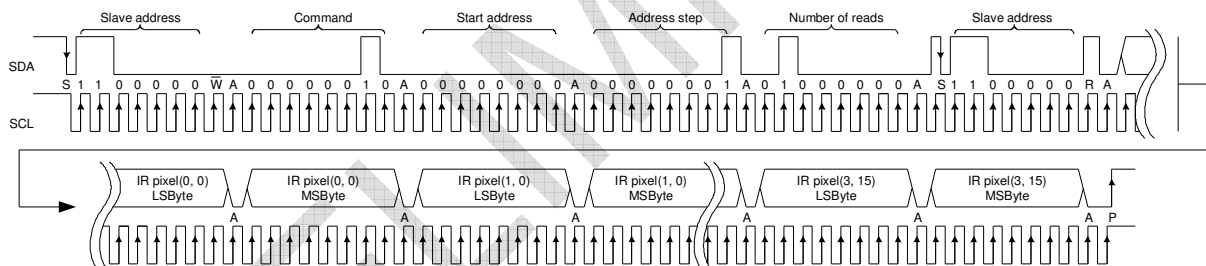 Slave address Command Start address Address step Number of reads Slave address
SDA
S 1 1 0 0 0 0 0 W̅ A 0 0 0 0 0 0 1 0 A 0 0 0 0 0 0 0 0 A 0 0 0 0 0 0 0 1 A 0 1 0 0 0 0 0 0 A S 1 1 0 0 0 0 0 R A
SCL
IR pixel(0, 0) IR pixel(0, 0) IR pixel(1, 0) IR pixel(1, 0) IR pixel(3, 15) IR pixel(3, 15)
LSByte MSByte LSByte MSByte LSByte MSByte
A A A A A A P